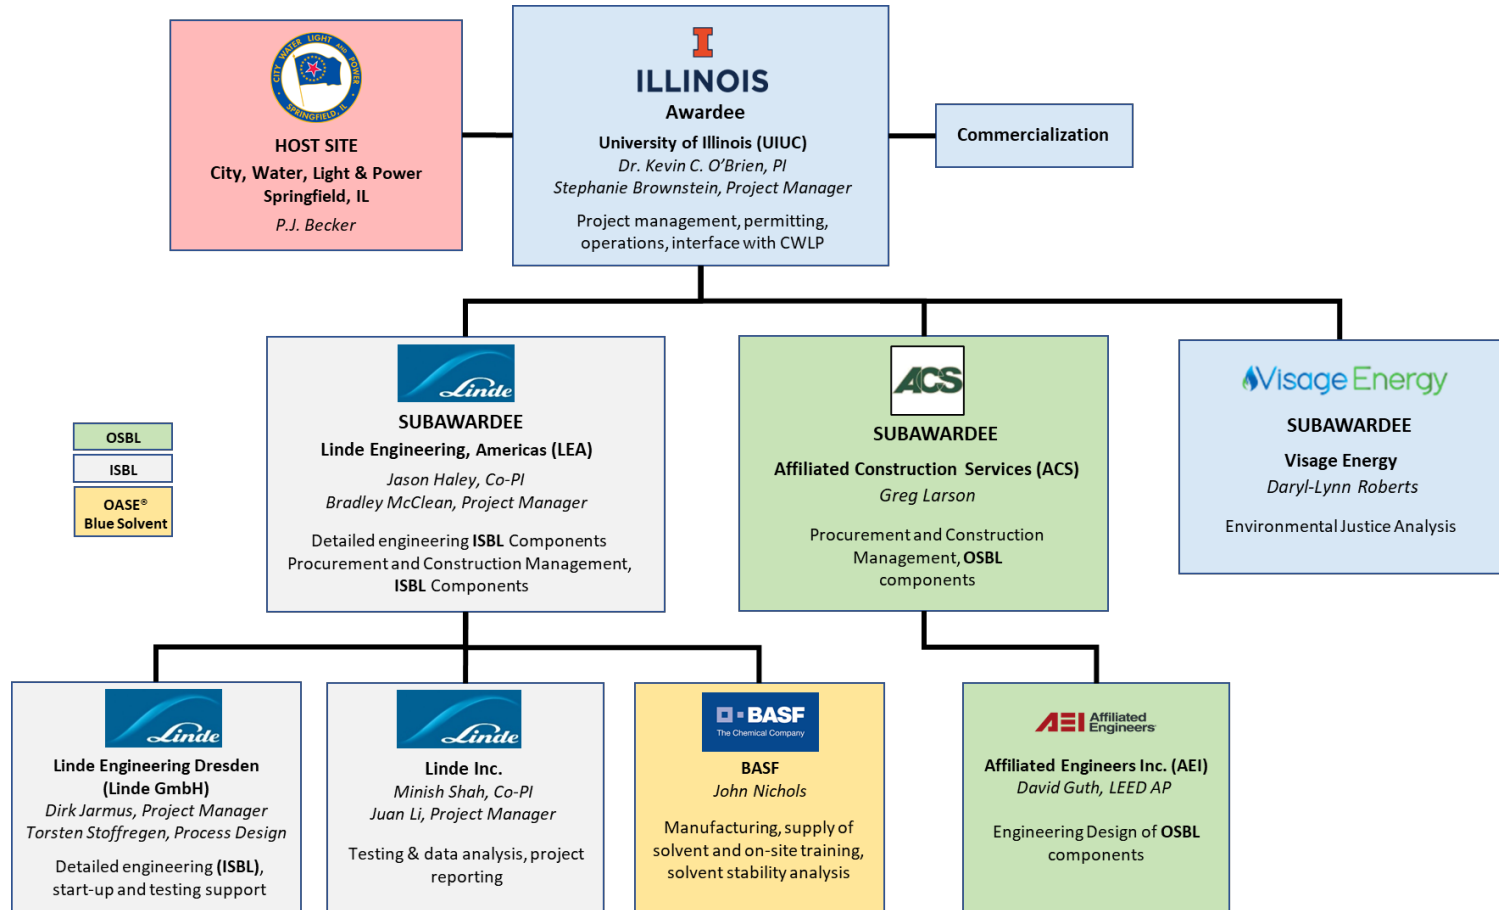 CITY WATER LIGHT AND POWER
SPRINGFIELD, IL
HOST SITE
City, Water, Light & Power
Springfield, IL
P.J. Becker
I
ILLINOIS
Awardee
University of Illinois (UIUC)
Dr. Kevin C. O’Brien, PI
Stephanie Brownstein, Project Manager
Project management, permitting,
operations, interface with CWLP
Commercialization
Linde
SUBAWARDEE
Linde Engineering, Americas (LEA)
Jason Haley, Co-PI
Bradley McClean, Project Manager
Detailed engineering ISBL Components
Procurement and Construction Management,
ISBL Components
ACS
SUBAWARDEE
Affiliated Construction Services (ACS)
Greg Larson
Procurement and Construction
Management, OSBL
components
Visage Energy
SUBAWARDEE
Visage Energy
Daryl-Lynn Roberts
Environmental Justice Analysis
OSBL
ISBL
OASE®
Blue Solvent
Linde
Linde Engineering Dresden
(Linde GmbH)
Dirk Jarmus, Project Manager
Torsten Stoffregen, Process Design
Detailed engineering (ISBL),
start-up and testing support
Linde
Linde Inc.
Minish Shah, Co-PI
Juan Li, Project Manager
Testing & data analysis, project
reporting
BASF
The Chemical Company
BASF
John Nichols
Manufacturing, supply of
solvent and on-site training,
solvent stability analysis
AEI Affiliated
Engineers
Affiliated Engineers Inc. (AEI)
David Guth, LEED AP
Engineering Design of OSBL
components